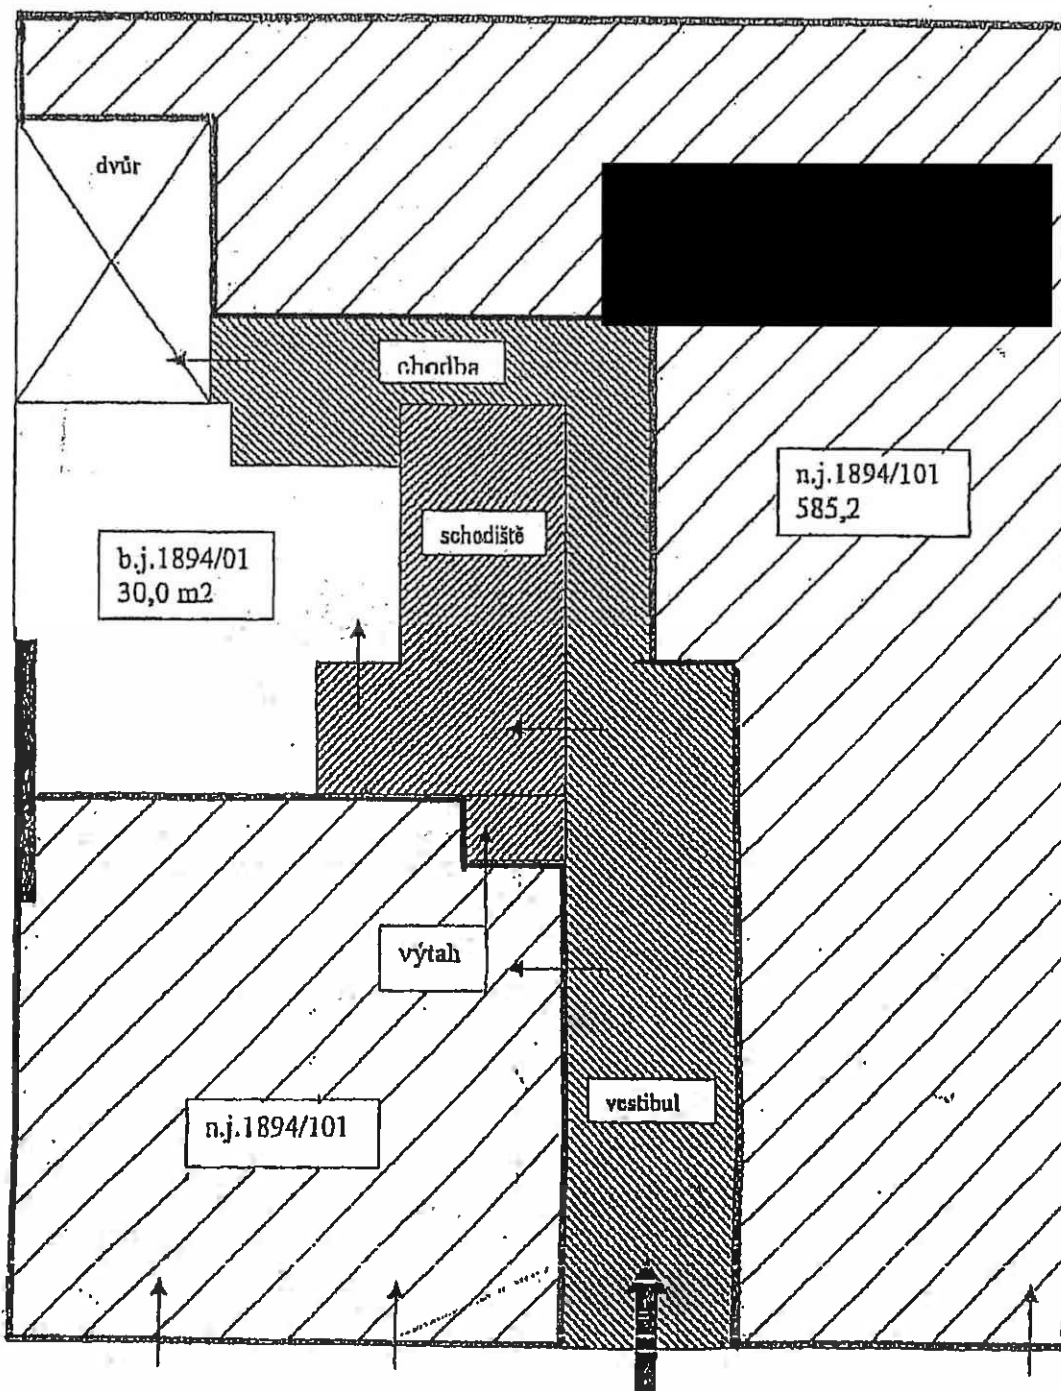 dvůr
chodba
n.j.1894/101
585,2
schodiště
b.j.1894/01
30,0 m2
výtah
vestibul
n.j.1894/101